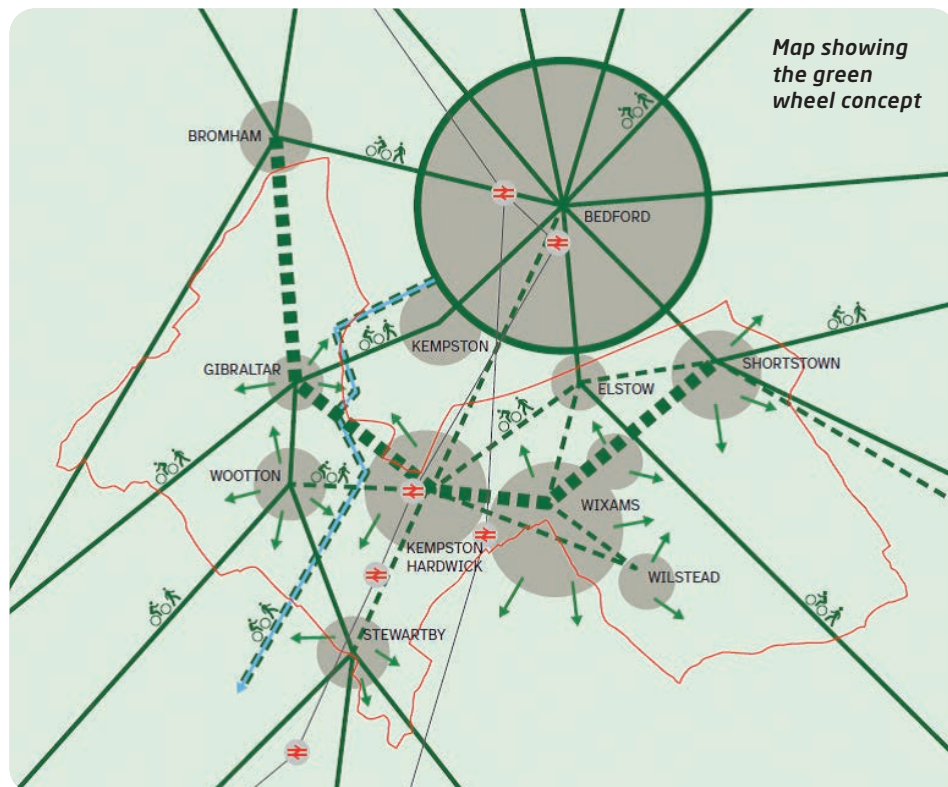 Map showing
the green
wheel concept
BROMHAM
BEDFORD
KEMPSTON
GIBRALTAR
ELSTOW
SHORTSTOWN
WOOTTON
WIXAMS
KEMPSTON
HARDWICK
WILSTEAD
STEWARTBY